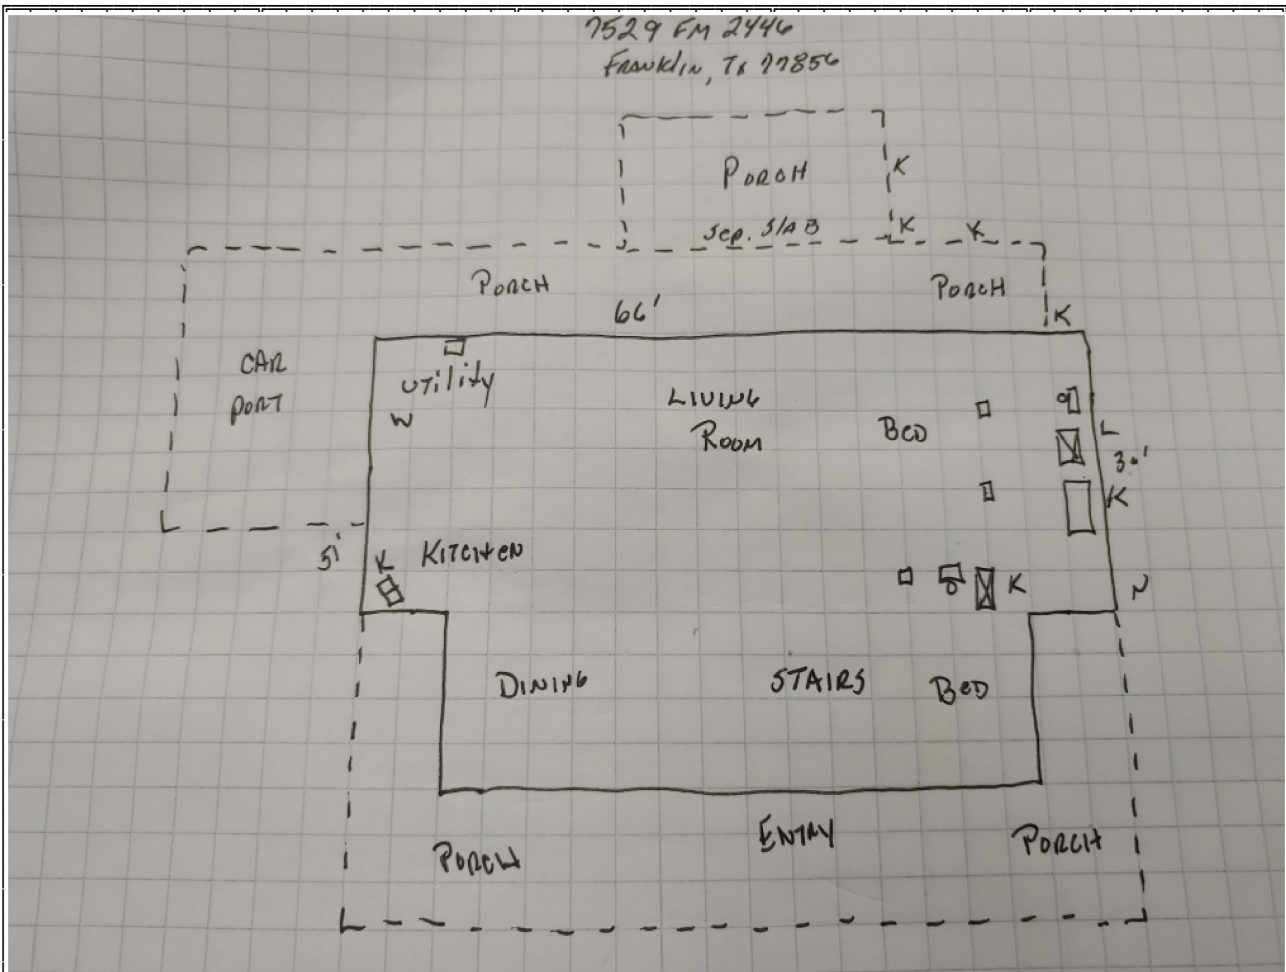 7529 FM 2446
FRANKLIN, TX 77856
PORCH
K
Sep. SLAB
K
K
PORCH
PORCH
66'
K
CAR
PORT
UTility
W
LIVING
ROOM
BED
L
30'
K
5'
K
KITCHEN
K
N
DINING
STAIRS
BED
PORCH
ENTRY
PORCH